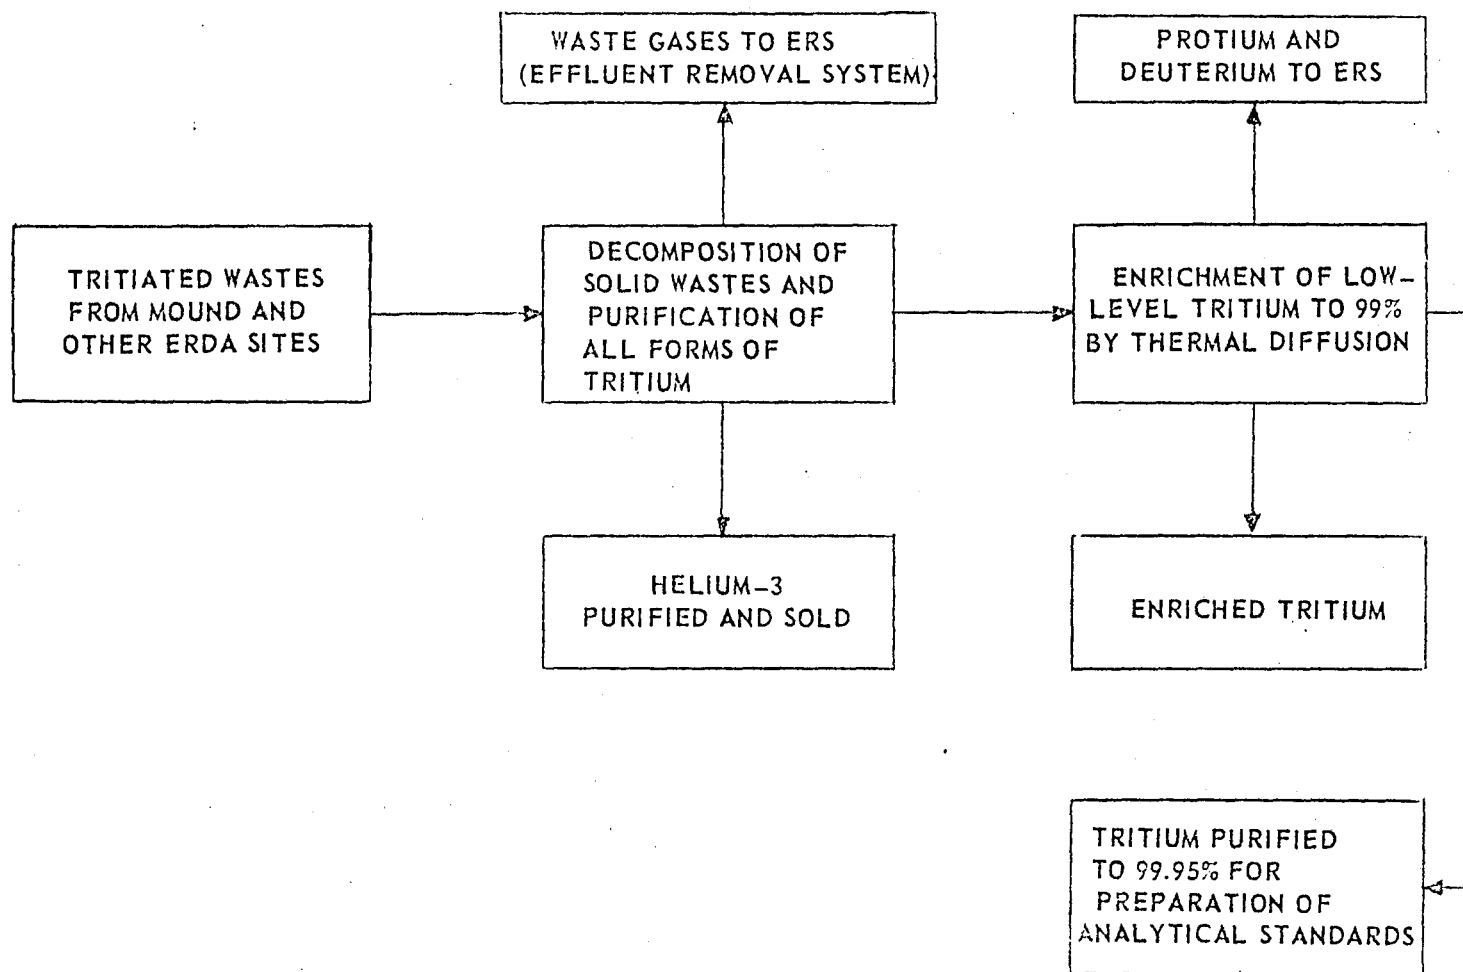 WASTE GASES TO ERS
(EFFLUENT REMOVAL SYSTEM)
PROTIUM AND
DEUTERIUM TO ERS
TRITIATED WASTES
FROM MOUND AND
OTHER ERDA SITES
DECOMPOSITION OF
SOLID WASTES AND
PURIFICATION OF
ALL FORMS OF
TRITIUM
ENRICHMENT OF LOW-
LEVEL TRITIUM TO 99%
BY THERMAL DIFFUSION
HELIUM-3
PURIFIED AND SOLD
ENRICHED TRITIUM
TRITIUM PURIFIED
TO 99.95% FOR
PREPARATION OF
ANALYTICAL STANDARDS